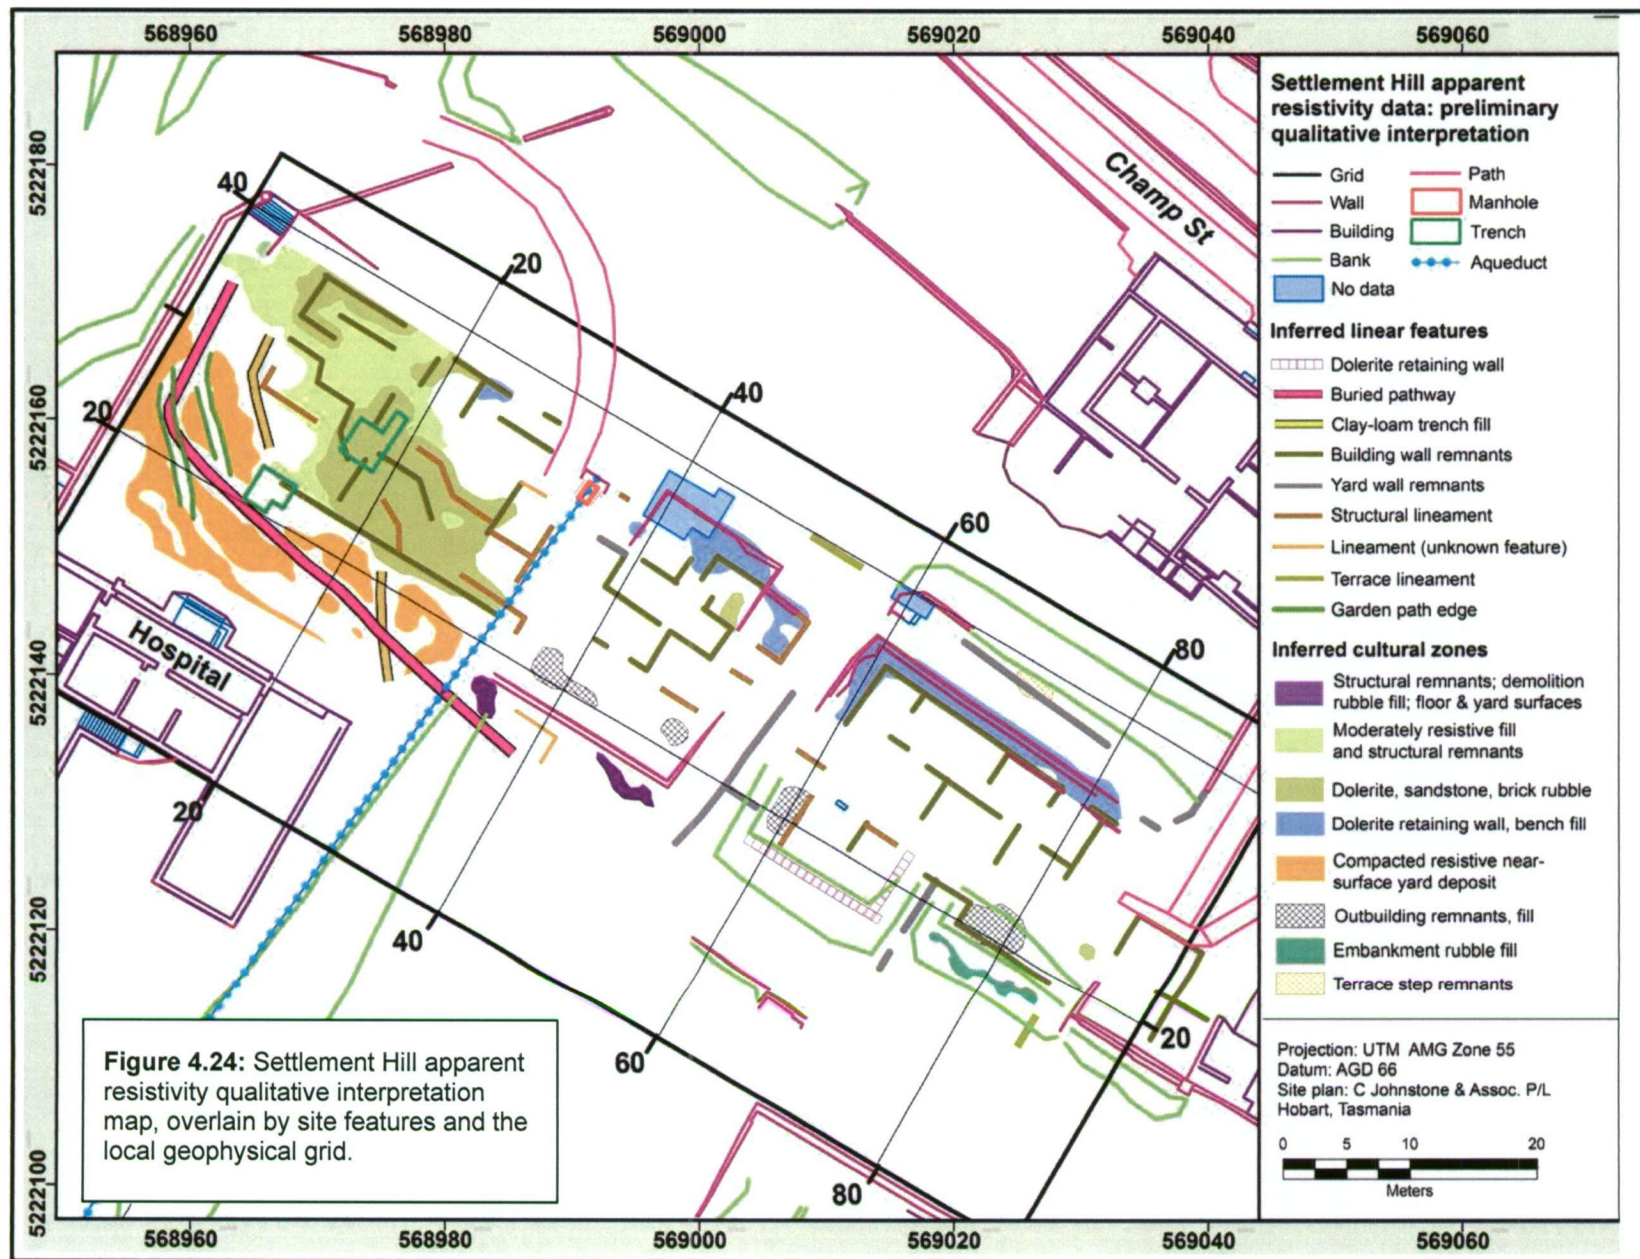 568960 568980 569000 569020 569040 569060
5222180
5222160
5222140
5222120
5222100
40
20
20
40
60
80
20
40
60
80
20
Champ St
Hospital
Figure 4.24: Settlement Hill apparent
resistivity qualitative interpretation
map, overlain by site features and the
local geophysical grid.
568960 568980 569000 569020 569040 569060
Settlement Hill apparent
resistivity data: preliminary
qualitative interpretation
Grid
Wall
Building
Bank
No data
Path
Manhole
Trench
Aqueduct
Inferred linear features
Dolerite retaining wall
Buried pathway
Clay-loam trench fill
Building wall remnants
Yard wall remnants
Structural lineament
Lineament (unknown feature)
Terrace lineament
Garden path edge
Inferred cultural zones
Structural remnants; demolition
rubble fill; floor & yard surfaces
Moderately resistive fill
and structural remnants
Dolerite, sandstone, brick rubble
Dolerite retaining wall, bench fill
Compacted resistive near-
surface yard deposit
Outbuilding remnants, fill
Embankment rubble fill
Terrace step remnants
Projection: UTM AMG Zone 55
Datum: AGD 66
Site plan: C Johnstone & Assoc. P/L
Hobart, Tasmania
0 5 10 20
Meters